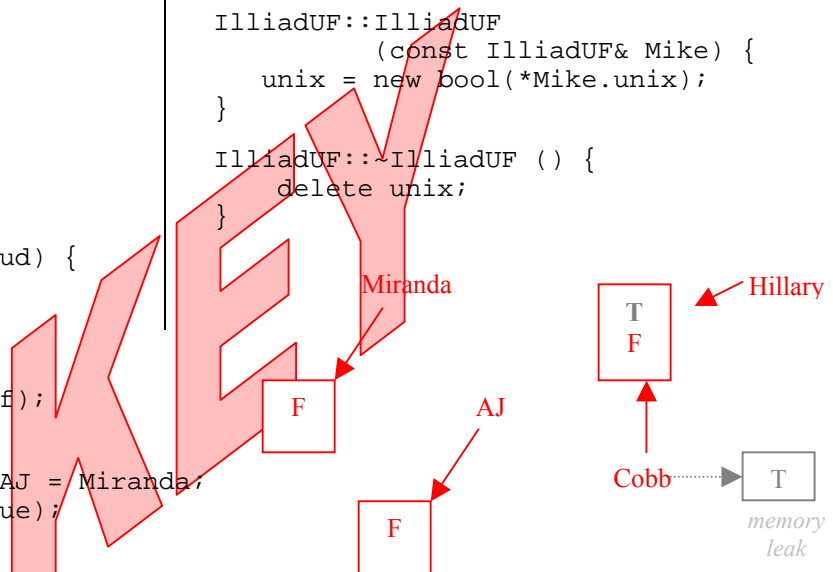 IlliadUF::IlliadUF
(const IlliadUF& Mike) {
unix = new bool(*Mike.unix);
}
IlliadUF::~IlliadUF () {
delete unix;
}
ud) {
f);
AJ = Miranda;
ue);
KEY
Miranda
F
AJ
F
Hillary
T
F
Cobb
T
memory
leak